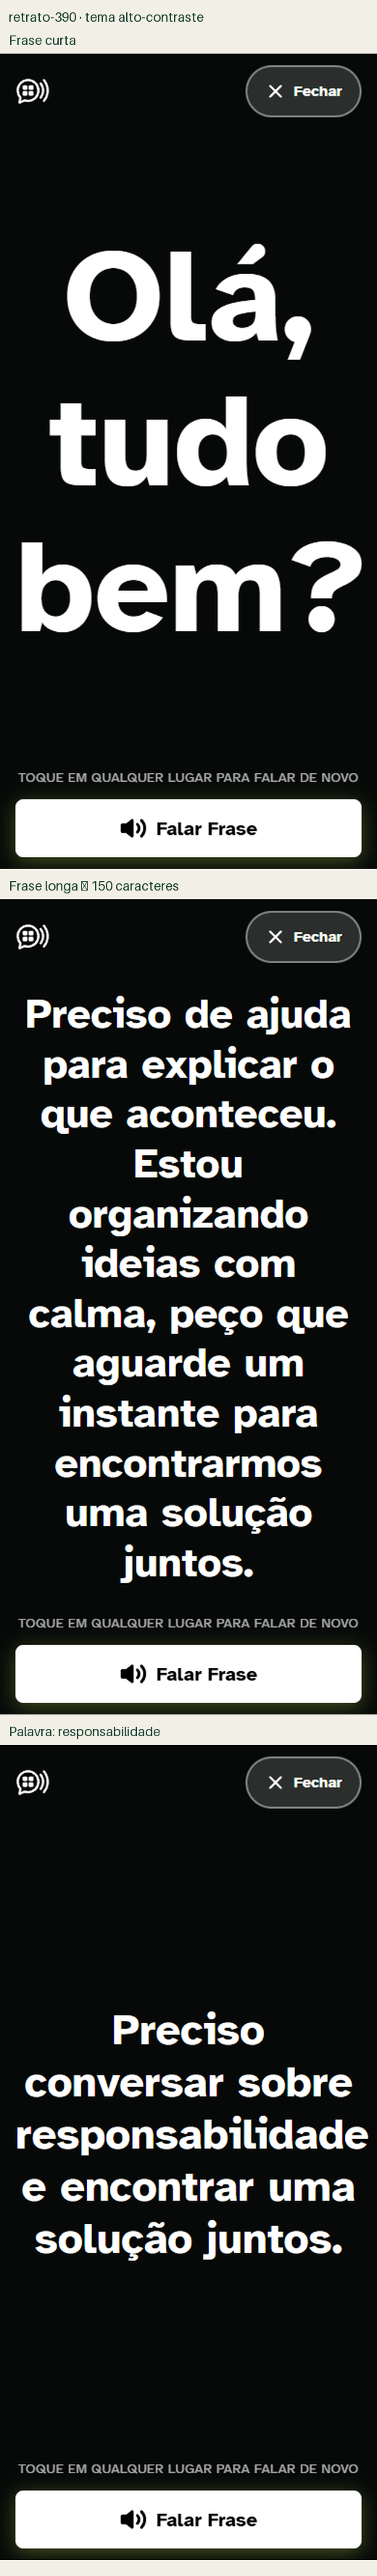 retrato-390 · tema alto-contraste
Frase curta
Fechar
Olá,
tudo
bem?
TOQUE EM QUALQUER LUGAR PARA FALAR DE NOVO
Falar Frase
Frase longa 150 caracteres
Fechar
Preciso de ajuda
para explicar o
que aconteceu.
Estou
organizando
ideias com
calma, peço que
aguarde um
instante para
encontrarmos
uma solução
juntos.
TOQUE EM QUALQUER LUGAR PARA FALAR DE NOVO
Falar Frase
Palavra: responsabilidade
Fechar
Preciso
conversar sobre
responsabilidade
e encontrar uma
solução juntos.
TOQUE EM QUALQUER LUGAR PARA FALAR DE NOVO
Falar Frase